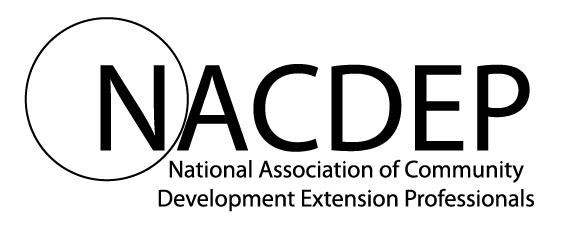 NACDEP
National Association of Community
Development Extension Professionals